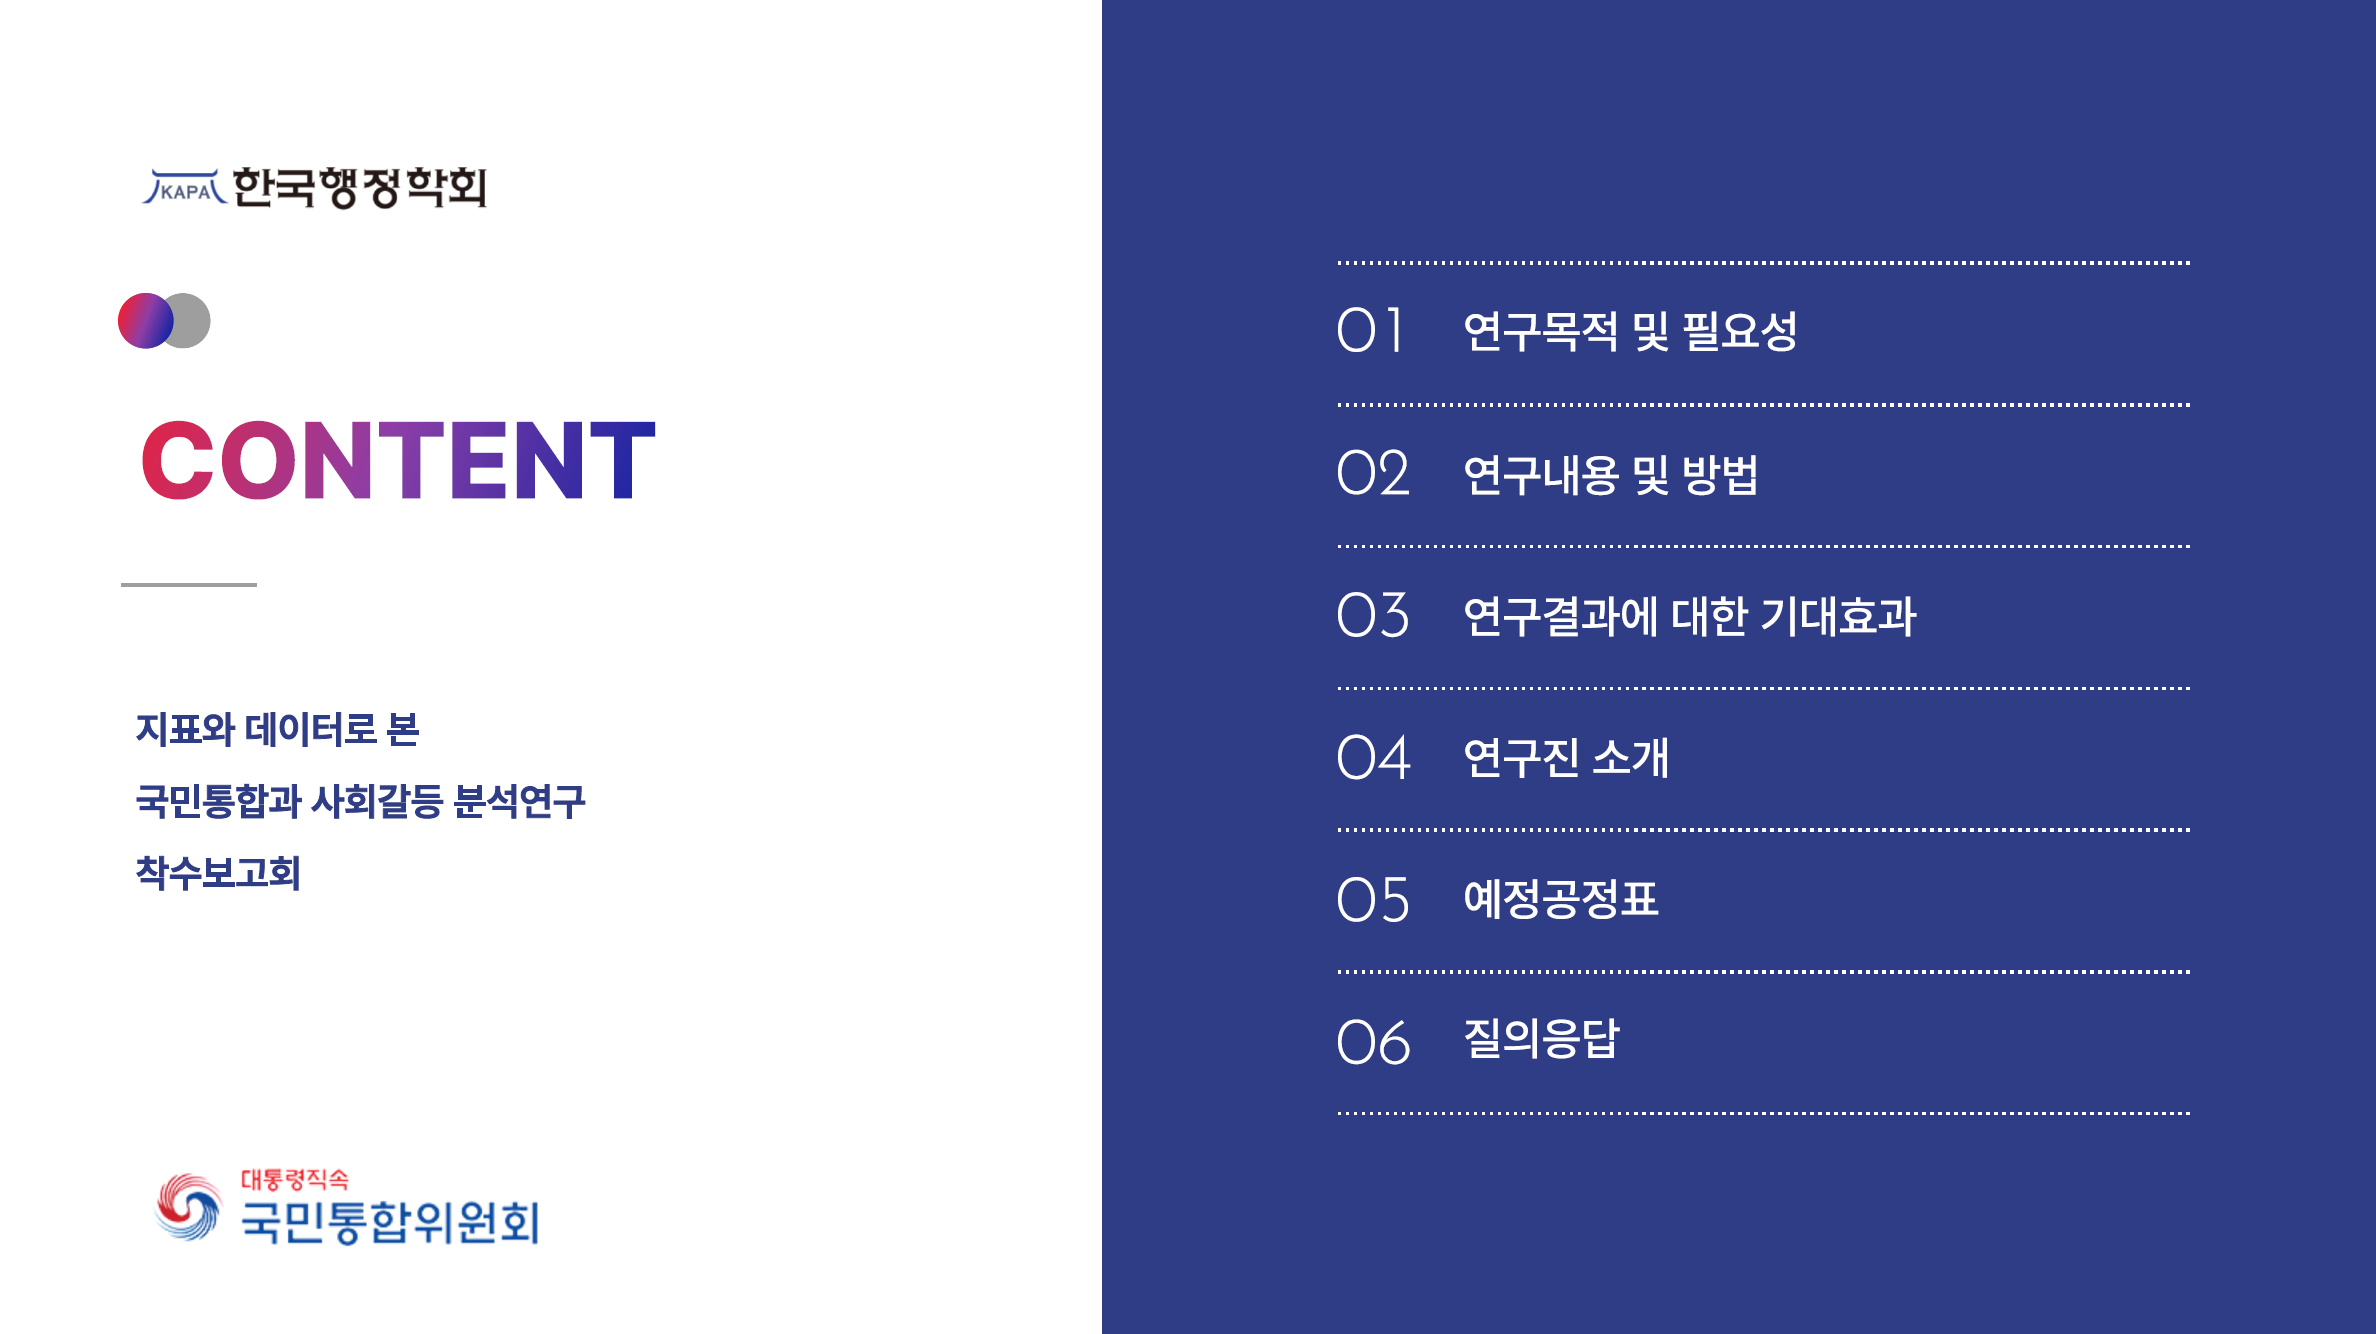 KAPA 한국행정학회
CONTENT
지표와 데이터로 본
국민통합과 사회갈등 분석연구
착수보고회
대통령직속
국민통합위원회
01 연구목적 및 필요성
02 연구내용 및 방법
03 연구결과에 대한 기대효과
04 연구진 소개
05 예정공정표
06 질의응답